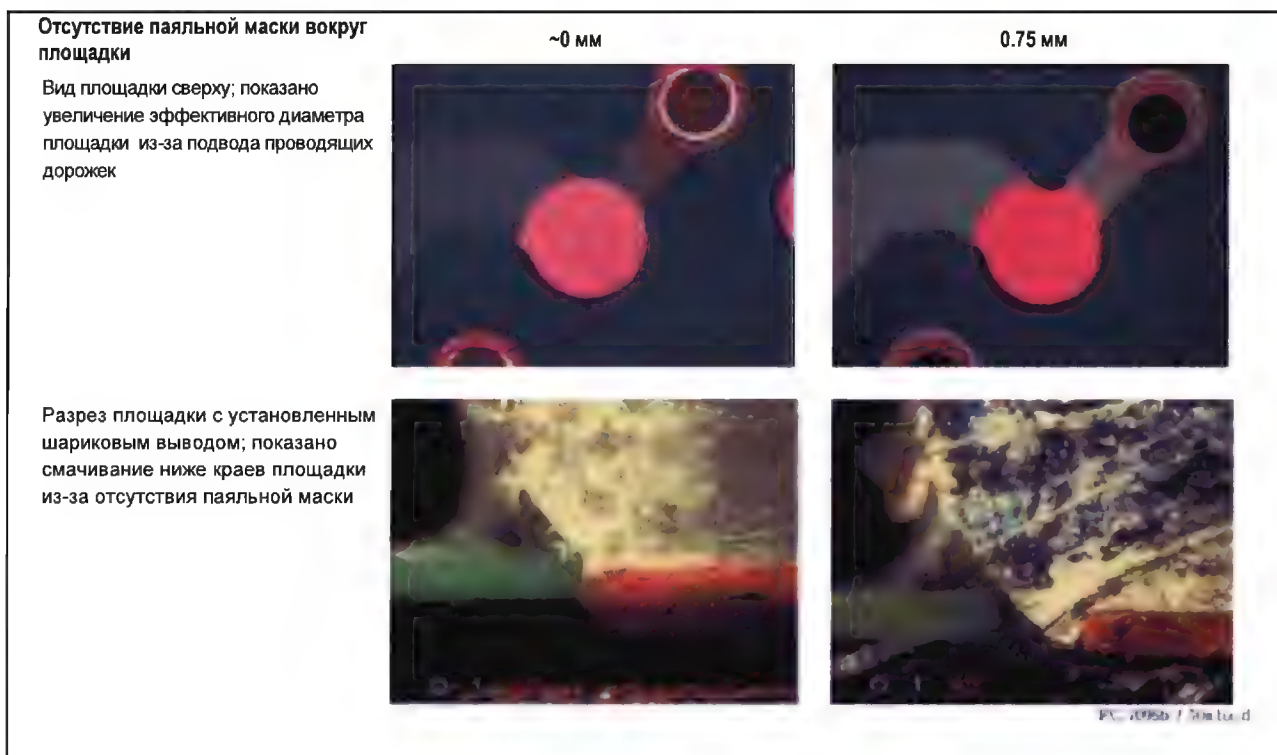 Отсутствие паяльной маски вокруг
площадки
~0 мм
0.75 мм
Вид площадки сверху; показано
увеличение эффективного диаметра
площадки из-за подвода проводящих
дорожек
Разрез площадки с установленным
шариковым выводом; показано
смачивание ниже краев площадки
из-за отсутствия паяльной маски